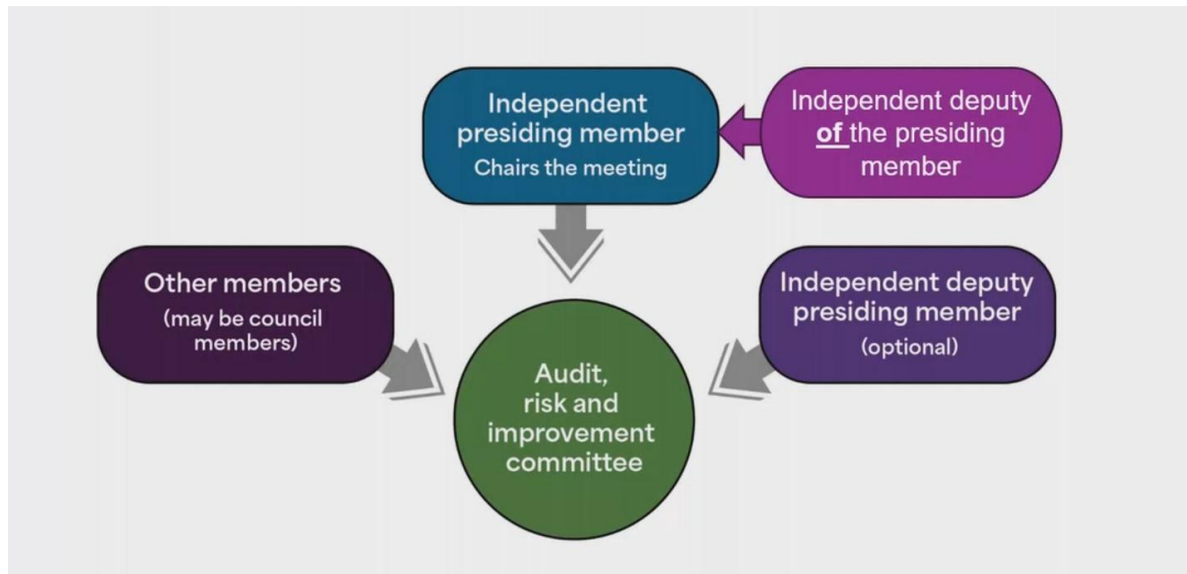 Independent
presiding member
Chairs the meeting
Independent deputy
of the presiding
member
Other members
(may be council
members)
Independent deputy
presiding member
(optional)
Audit,
risk and
improvement
committee